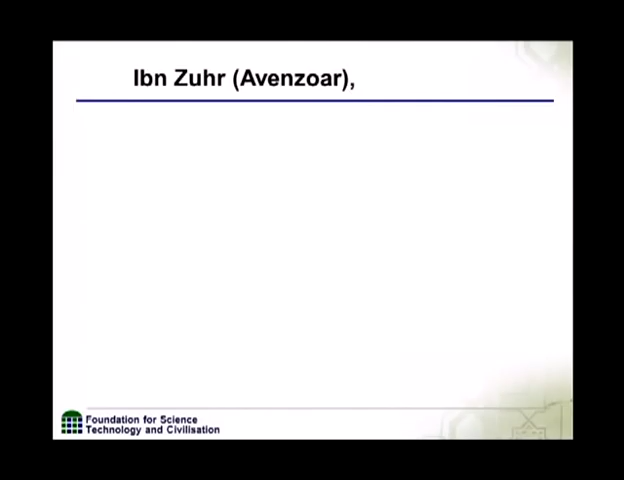 Ibn Zuhr (Avenzoar),
Foundation for Science
Technology and Civilisation